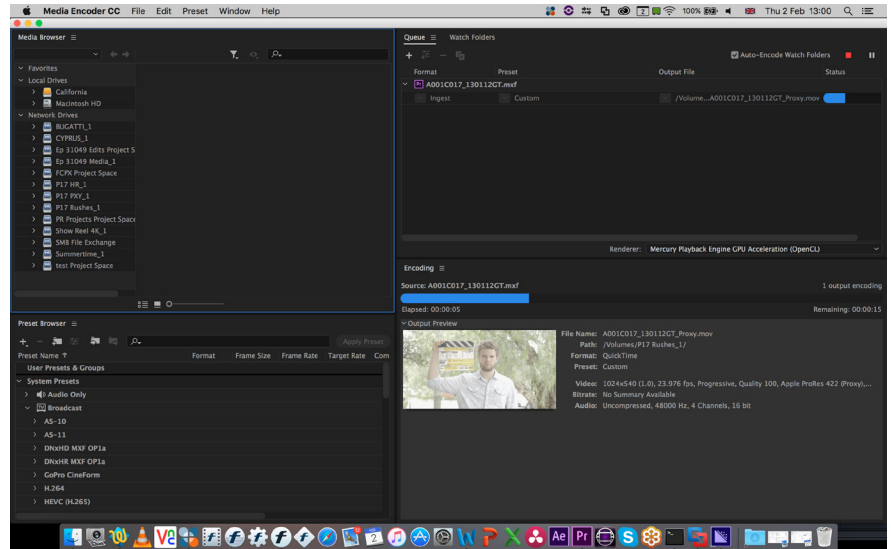 Media Encoder CC File Edit Preset Window Help 2 100% Thu 2 Feb 13:00
Media Browser
Favorites
Local Drives
California
Macintosh HD
Network Drives
BUGATTI_1
CYPRUS_1
Ep 31049 Edits Project S
Ep 31049 Media_1
FCPX Project Space
P17 HR_1
P17 PXY_1
P17 Rushes_1
PR Projects Project Space
Show Reel 4K_1
SMB File Exchange
Summertime_1
test Project Space
Preset Browser
Apply Preset
Preset Name Format Frame Size Frame Rate Target Rate Com
User Presets & Groups
System Presets
Audio Only
Broadcast
AS-10
AS-11
DNxHD MXF OP1a
DNxHR MXF OP1a
GoPro CineForm
H.264
HEVC (H.265)
Queue Watch Folders
Auto-Encode Watch Folders
Format Preset Output File Status
Pr A001C017_130112GT.mxf
Ingest Custom /Volume...A001C017_130112GT_Proxy.mov
Renderer: Mercury Playback Engine GPU Acceleration (OpenCL)
Encoding
Source: A001C017_130112GT.mxf 1 output encoding
Elapsed: 00:00:05 Remaining: 00:00:15
Output Preview
File Name: A001C017_130112GT_Proxy.mov
Path: /Volumes/P17 Rushes_1/
Format: QuickTime
Preset: Custom
Video: 1024x540 (1.0), 23.976 fps, Progressive, Quality 100, Apple ProRes 422 (Proxy),...
Bitrate: No Summary Available
Audio: Uncompressed, 48000 Hz, 4 Channels, 16 bit
Ae Pr S